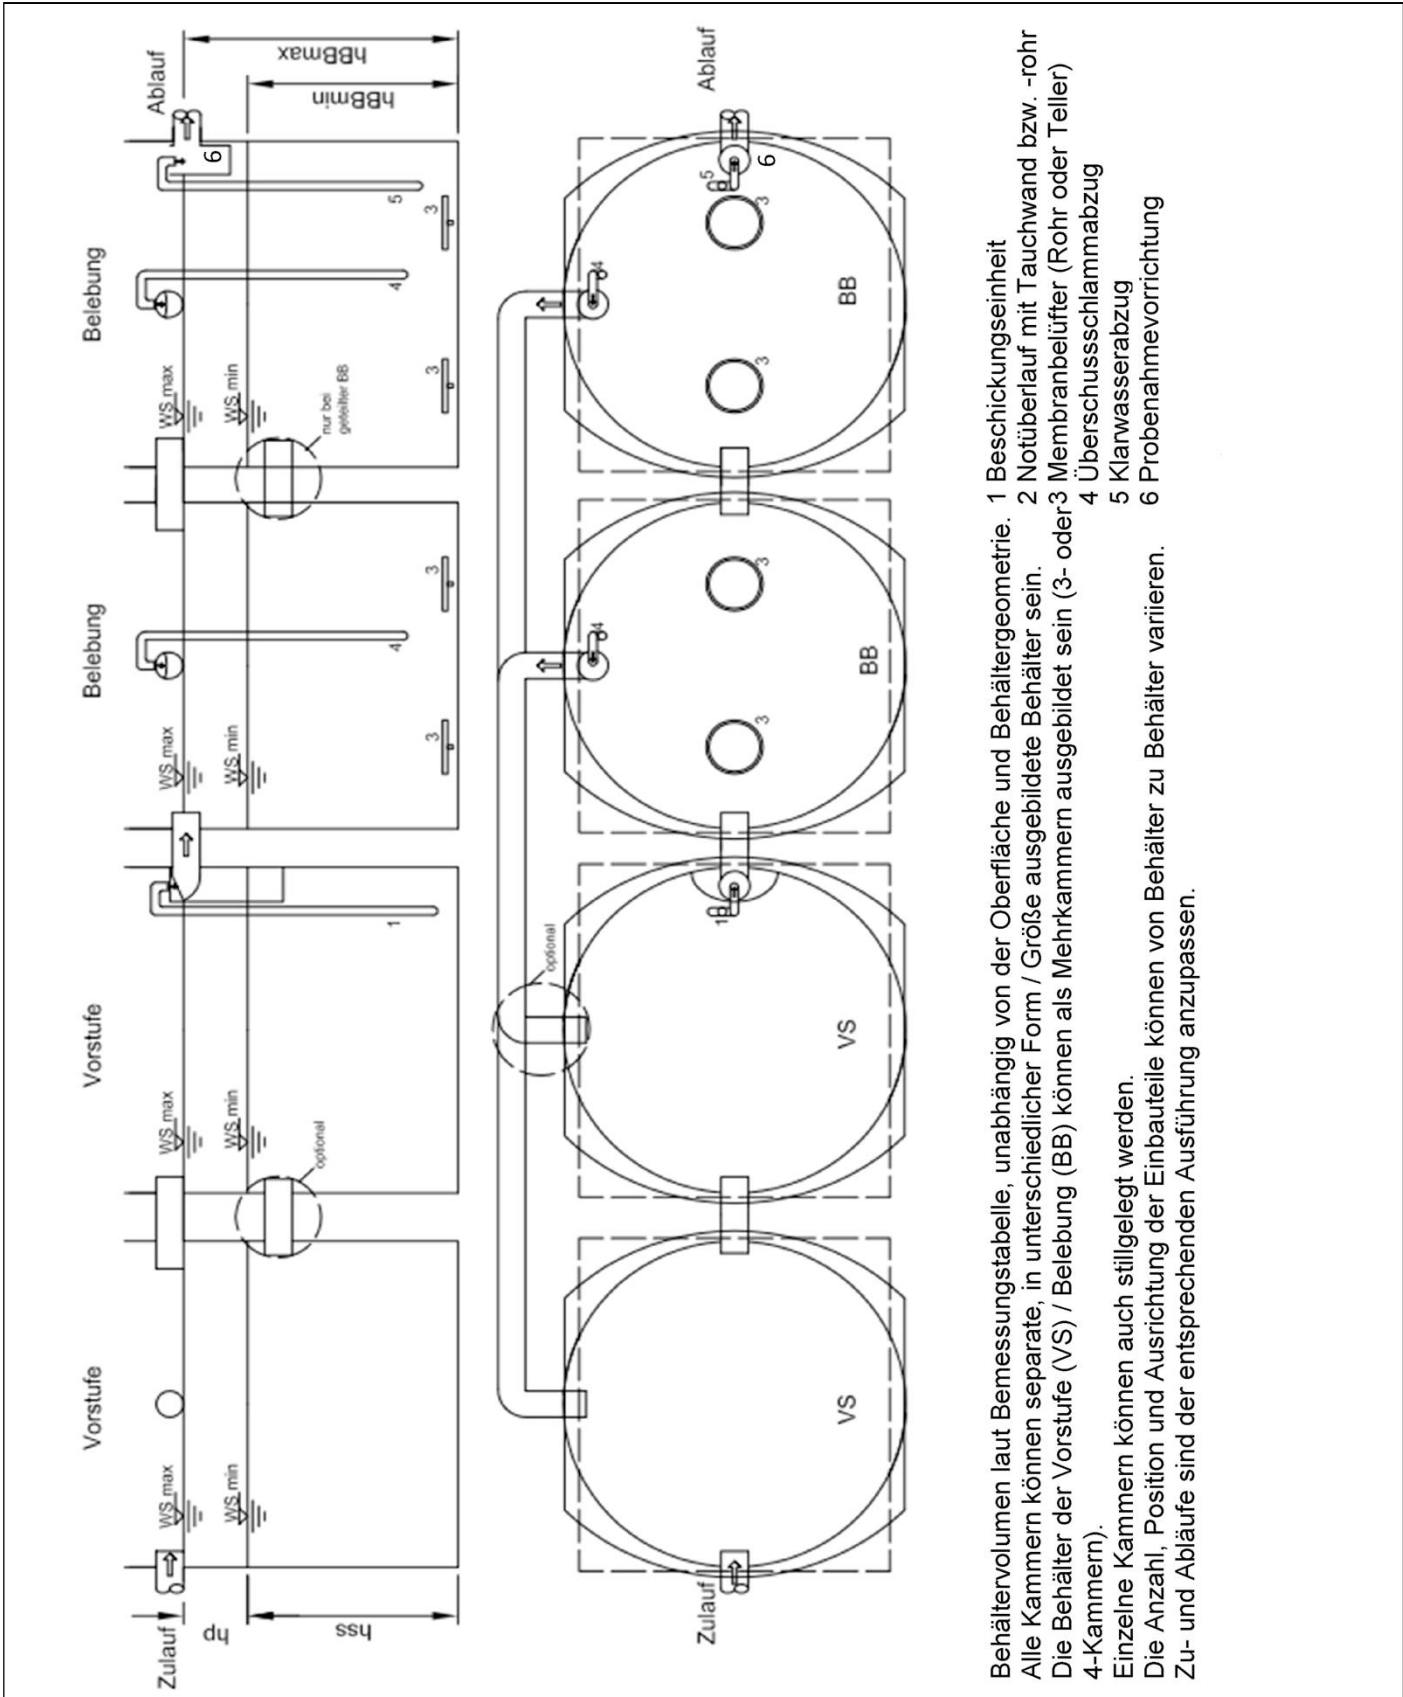 Vorstufe
Vorstufe
Belebung
Belebung
Zulauf
Ablauf
WS max
WS max
WS max
WS max
WS min
WS min
WS min
WS min
hp
hss
hBBmax
hBBmin
optional
nur bei
geteilter BB
1
4
4
5
6
3
3
3
3
optional
Zulauf
Ablauf
VS
VS
BB
BB
1
4
4
5
6
3
3
3
3
Behältervolumen laut Bemessungstabelle, unabhängig von der Oberfläche und Behältergeometrie.
Alle Kammern können separate, in unterschiedlicher Form / Größe ausgebildete Behälter sein.
Die Behälter der Vorstufe (VS) / Belebung (BB) können als Mehrkammern ausgebildet sein (3- oder
4-Kammern).
Einzelne Kammern können auch stillgelegt werden.
Die Anzahl, Position und Ausrichtung der Einbauteile können von Behälter zu Behälter variieren.
Zu- und Abläufe sind der entsprechenden Ausführung anzupassen.
1 Beschickungseinheit
2 Notüberlauf mit Tauchwand bzw. -rohr
3 Membranbelüfter (Rohr oder Teller)
4 Überschussschlammabzug
5 Klarwasserabzug
6 Probenahmevorrichtung